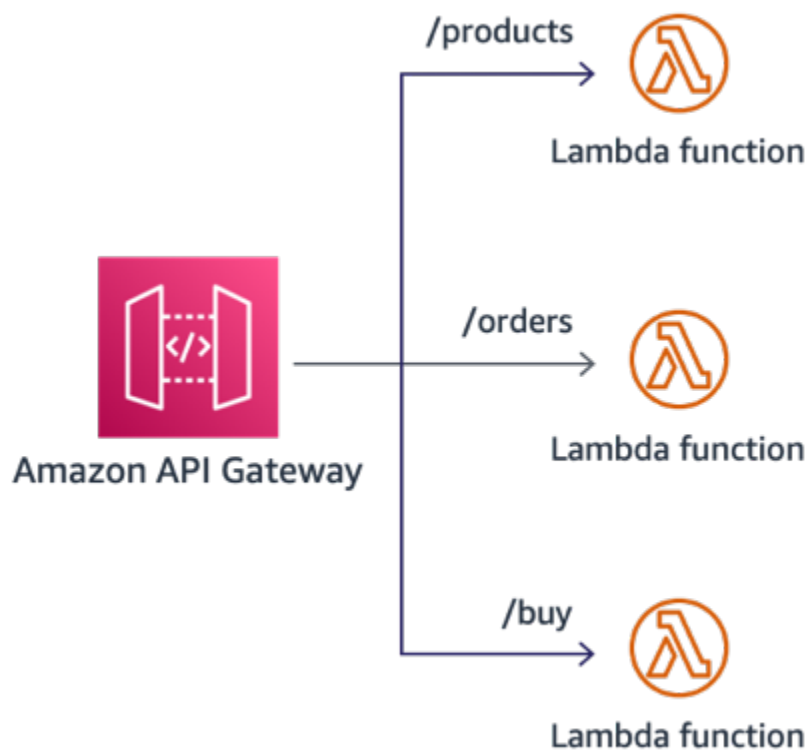 /products
Lambda function
/orders
Lambda function
Amazon API Gateway
/buy
Lambda function